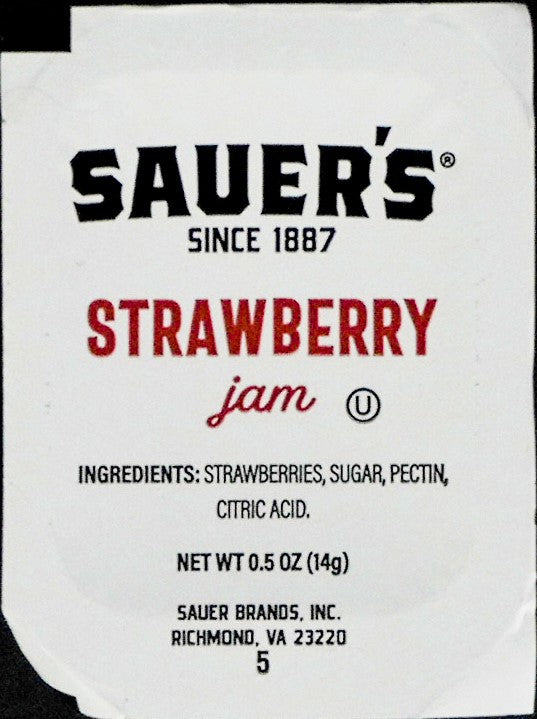 SAUER'S®
SINCE 1887
STRAWBERRY
jam Ⓤ
INGREDIENTS: STRAWBERRIES, SUGAR, PECTIN,
CITRIC ACID.
NET WT 0.5 OZ (14g)
SAUER BRANDS, INC.
RICHMOND, VA 23220
5